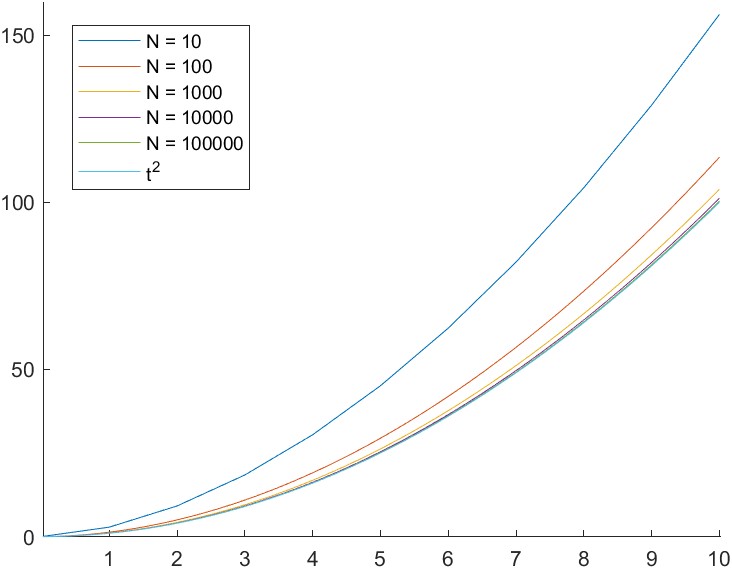 150
100
50
0
N = 10
N = 100
N = 1000
N = 10000
N = 100000
t²
1 2 3 4 5 6 7 8 9 10